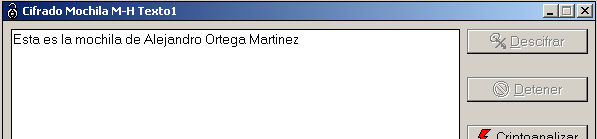 Cifrado Mochila M-H Texto1
Esta es la mochila de Alejandro Ortega Martinez
Descifrar
Detener
Criptoanalizar